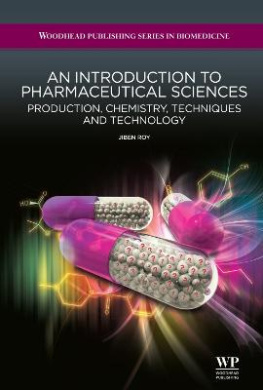 WOODHEAD PUBLISHING SERIES IN BIOMEDICINE
AN INTRODUCTION TO
PHARMACEUTICAL SCIENCES
PRODUCTION, CHEMISTRY, TECHNIQUES
AND TECHNOLOGY
JIBEN ROY
WP
WOODHEAD
PUBLISHING